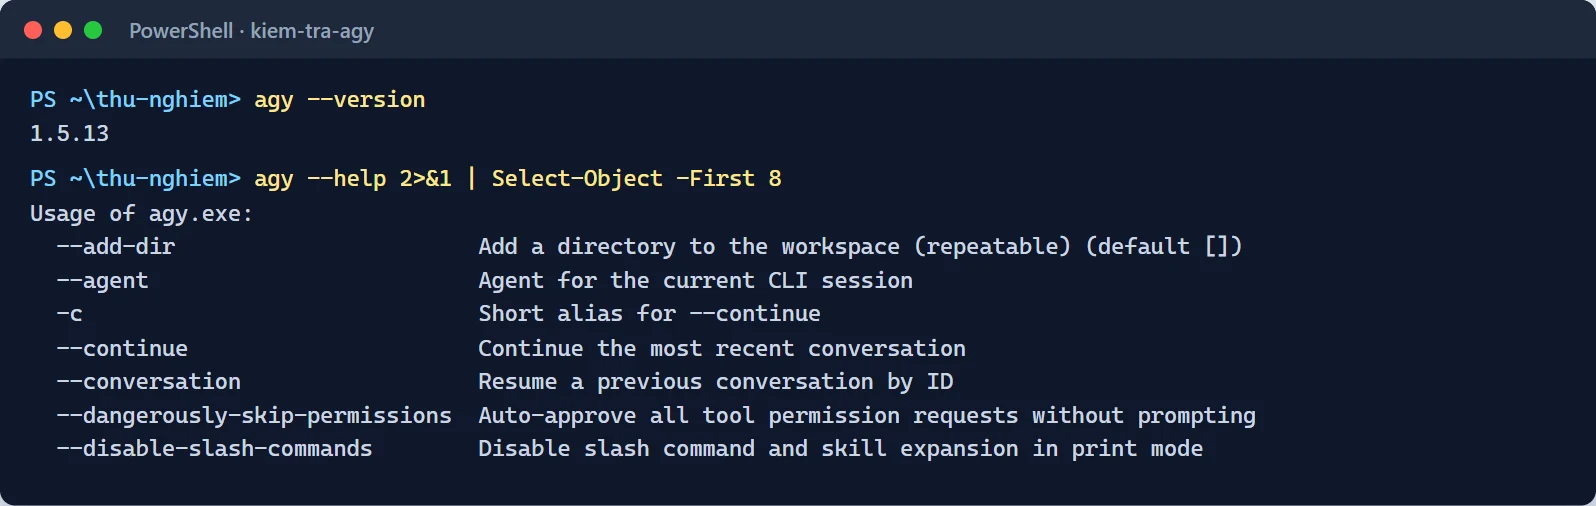 PowerShell · kiem-tra-agy
PS ~\thu-nghiem> agy --version
1.5.13
PS ~\thu-nghiem> agy --help 2>&1 | Select-Object -First 8
Usage of agy.exe:
  --add-dir                       Add a directory to the workspace (repeatable) (default [])
  --agent                         Agent for the current CLI session
  -c                              Short alias for --continue
  --continue                      Continue the most recent conversation
  --conversation                  Resume a previous conversation by ID
  --dangerously-skip-permissions  Auto-approve all tool permission requests without prompting
  --disable-slash-commands        Disable slash command and skill expansion in print mode